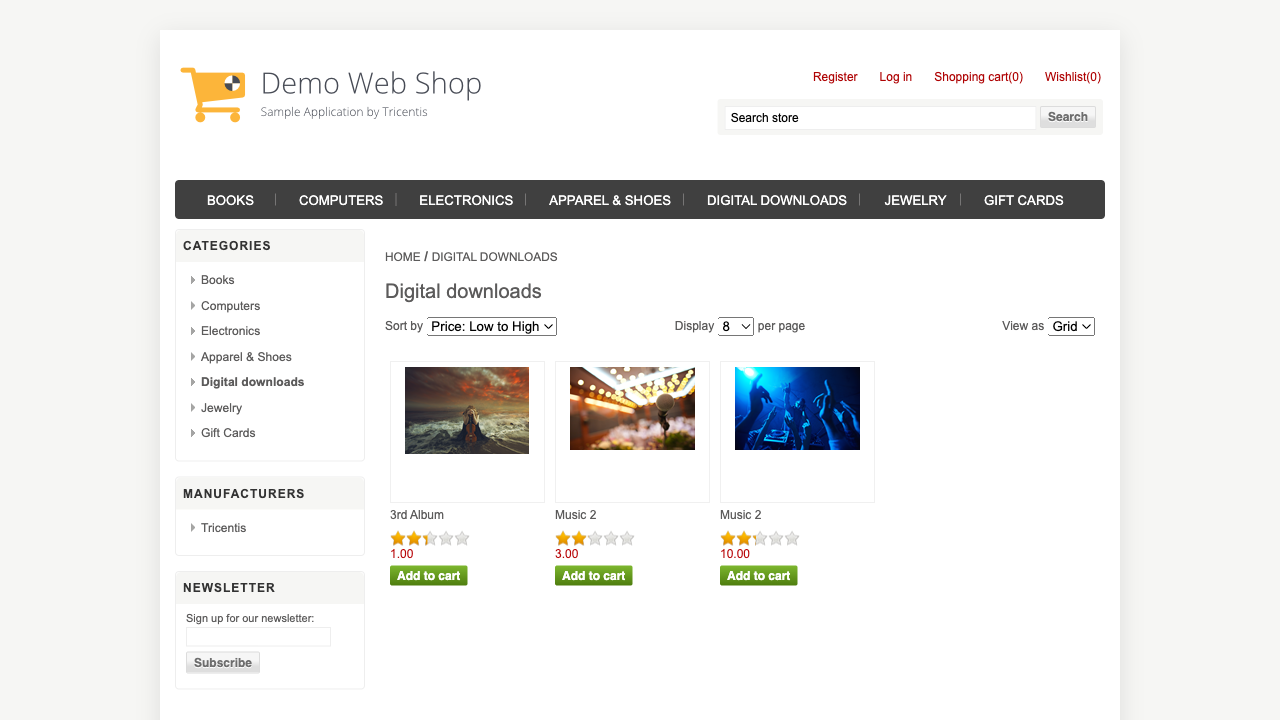 Demo Web Shop
Sample Application by Tricentis
Register Log in Shopping cart(0) Wishlist(0)
Search store Search
BOOKS COMPUTERS ELECTRONICS APPAREL & SHOES DIGITAL DOWNLOADS JEWELRY GIFT CARDS
CATEGORIES
Books
Computers
Electronics
Apparel & Shoes
Digital downloads
Jewelry
Gift Cards
MANUFACTURERS
Tricentis
NEWSLETTER
Sign up for our newsletter:
Subscribe
HOME / DIGITAL DOWNLOADS
Digital downloads
Sort by Price: Low to High Display 8 per page View as Grid
3rd Album Music 2 Music 2
1.00 3.00 10.00
Add to cart Add to cart Add to cart